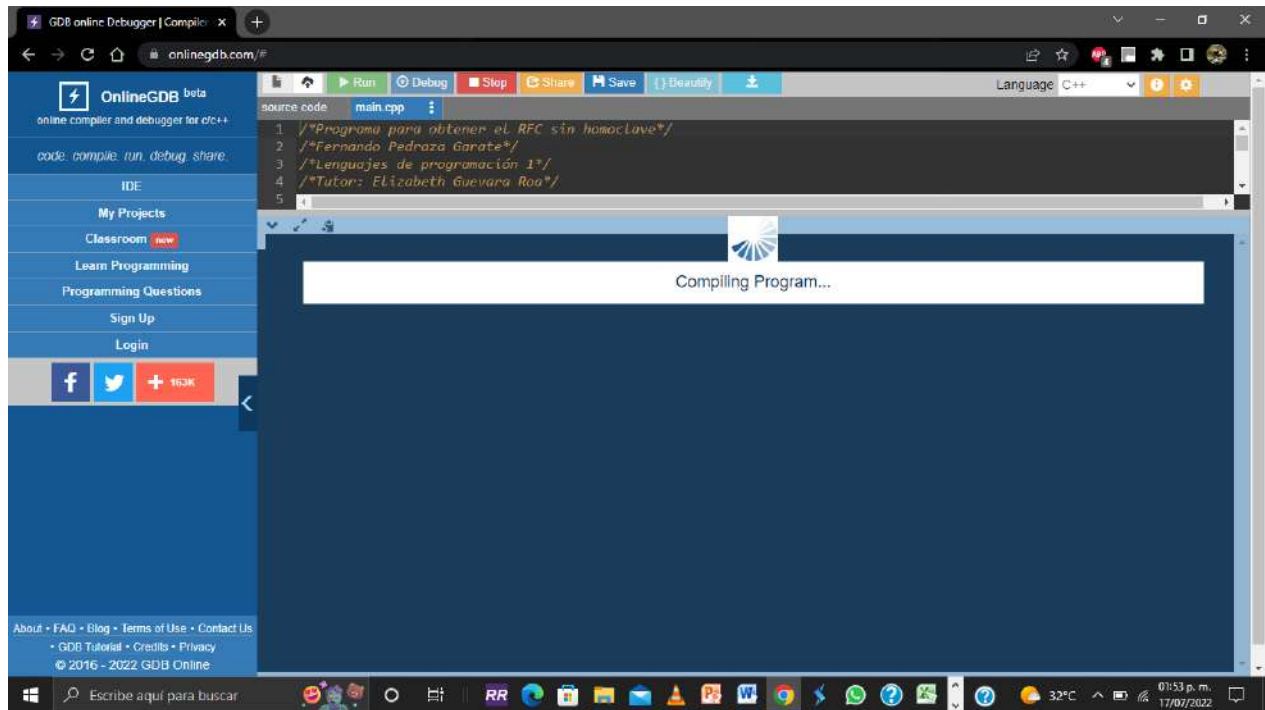 GDB online Debugger | Compiler
onlinegdb.com/#
OnlineGDB beta
online compiler and debugger for c/c++
code. compile. run. debug. share.
IDE
My Projects
Classroom new
Learn Programming
Programming Questions
Sign Up
Login
163K
About • FAQ • Blog • Terms of Use • Contact Us
• GDB Tutorial • Credits • Privacy
© 2016 - 2022 GDB Online
Run Debug Stop Share Save {} Beautify
Language C++
source code main.cpp
1 /*Programa para obtener el RFC sin homoclave*/
2 /*Fernando Pedraza Garate*/
3 /*Lenguajes de programación 1*/
4 /*Tutor: Elizabeth Guevara Roa*/
5
Compiling Program...
Escribe aquí para buscar
RR
32°C
01:53 p. m.
17/07/2022